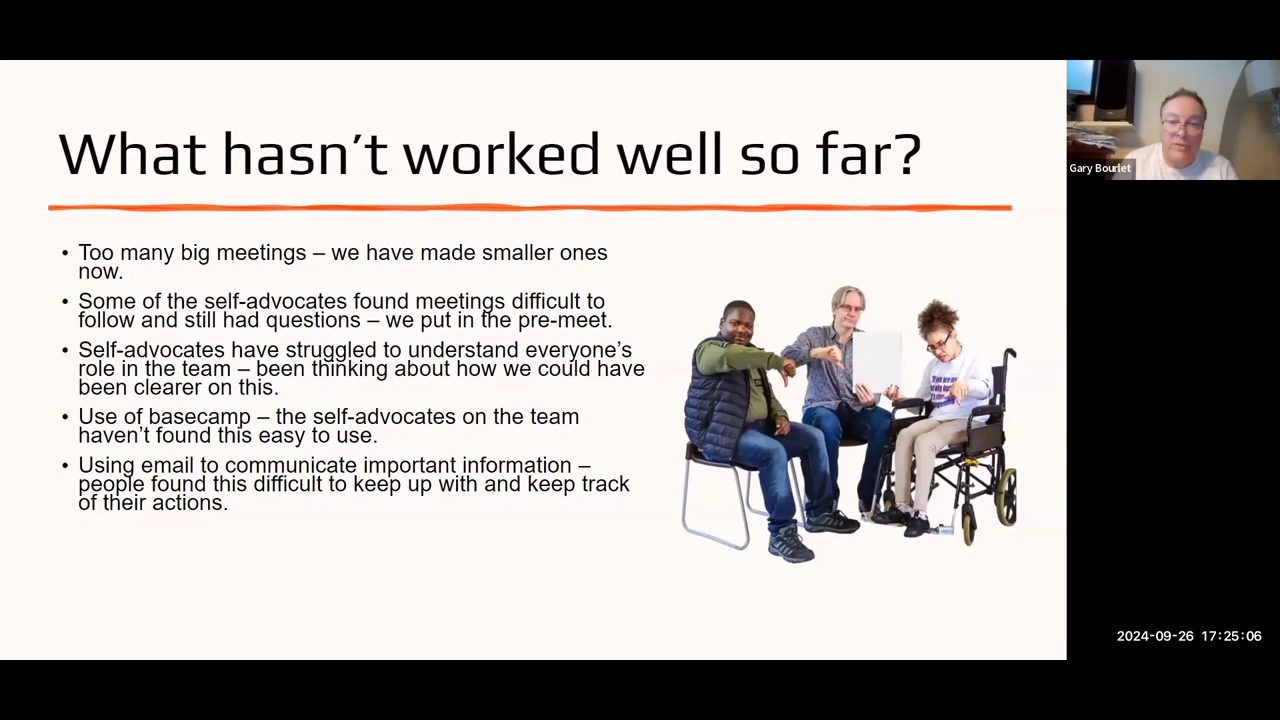 What hasn’t worked well so far?
• Too many big meetings – we have made smaller ones
now.
• Some of the self-advocates found meetings difficult to
follow and still had questions – we put in the pre-meet.
• Self-advocates have struggled to understand everyone’s
role in the team – been thinking about how we could have
been clearer on this.
• Use of basecamp – the self-advocates on the team
haven’t found this easy to use.
• Using email to communicate important information –
people found this difficult to keep up with and keep track
of their actions.
Gary Bourlet
2024-09-26 17:25:06